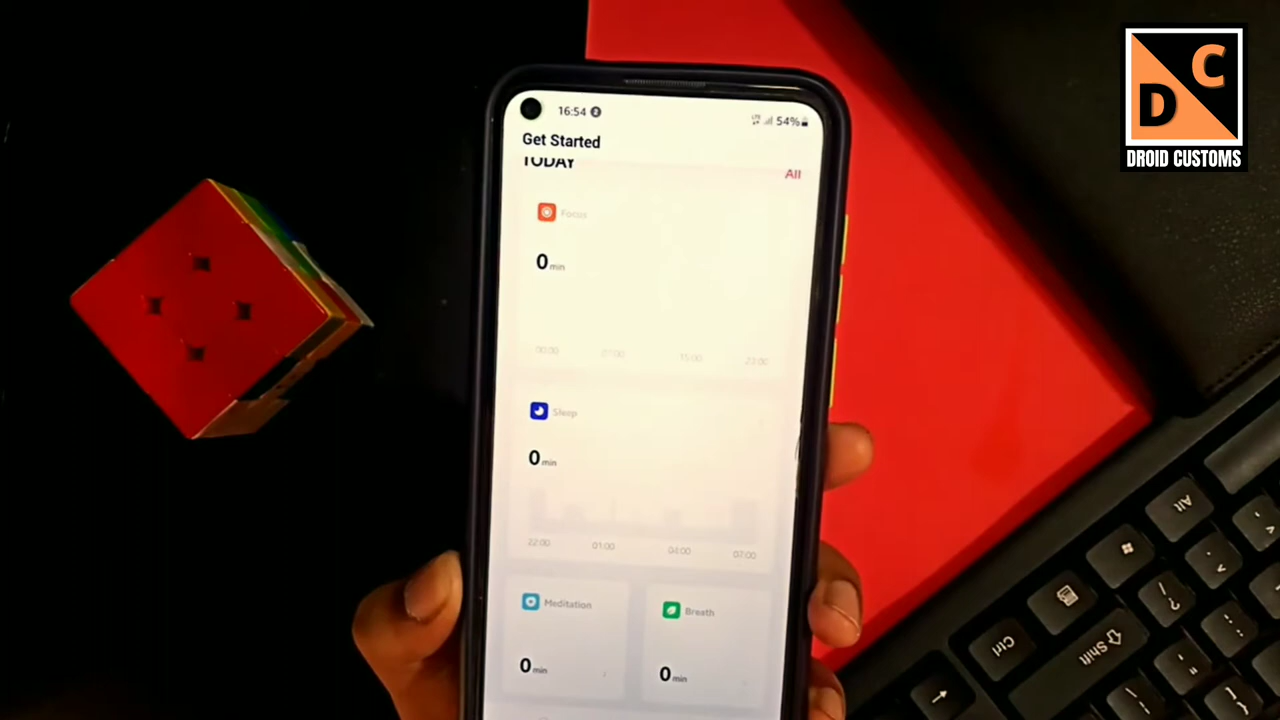 16:54
54%
Get Started
TODAY
All
Focus
0 min
00:00 07:00 15:00 23:00
Sleep
0 min
22:00 01:00 04:00 07:00
Meditation
Breath
0 min
0 min
D C
DROID CUSTOMS
Alt
Ctrl
Shift